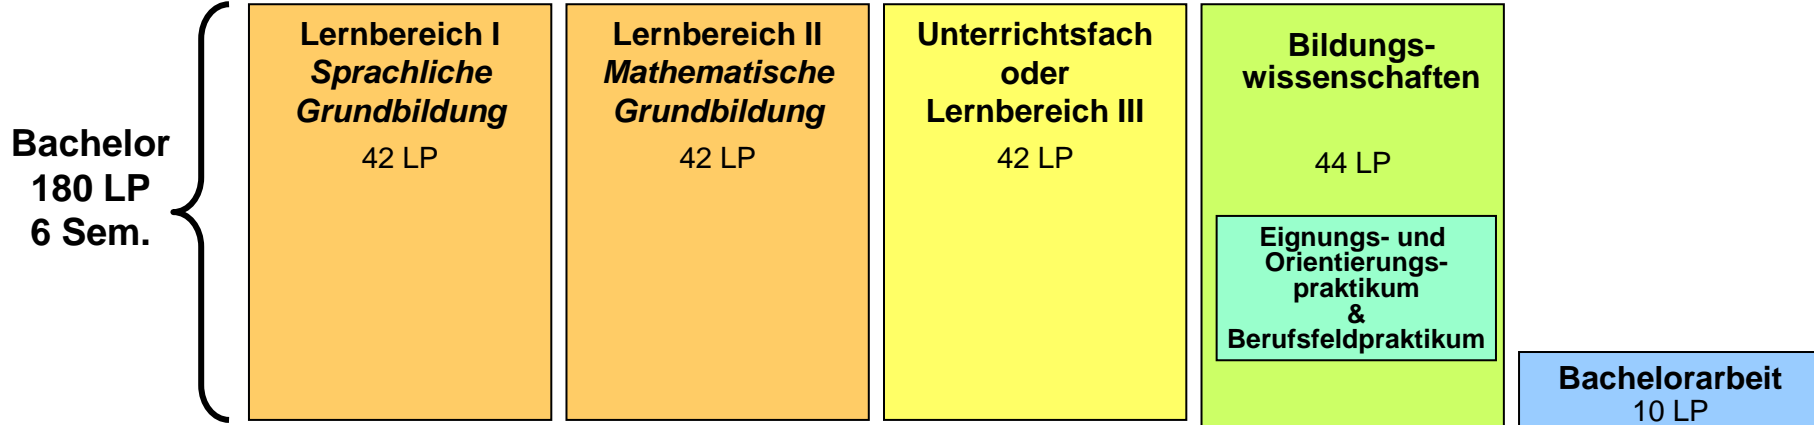 Bachelor
180 LP
6 Sem.
Lernbereich I
Sprachliche
Grundbildung
42 LP
Lernbereich II
Mathematische
Grundbildung
42 LP
Unterrichtsfach
oder
Lernbereich III
42 LP
Bildungs-
wissenschaften
44 LP
Eignungs- und
Orientierungs-
praktikum
&
Berufsfeldpraktikum
Bachelorarbeit
10 LP